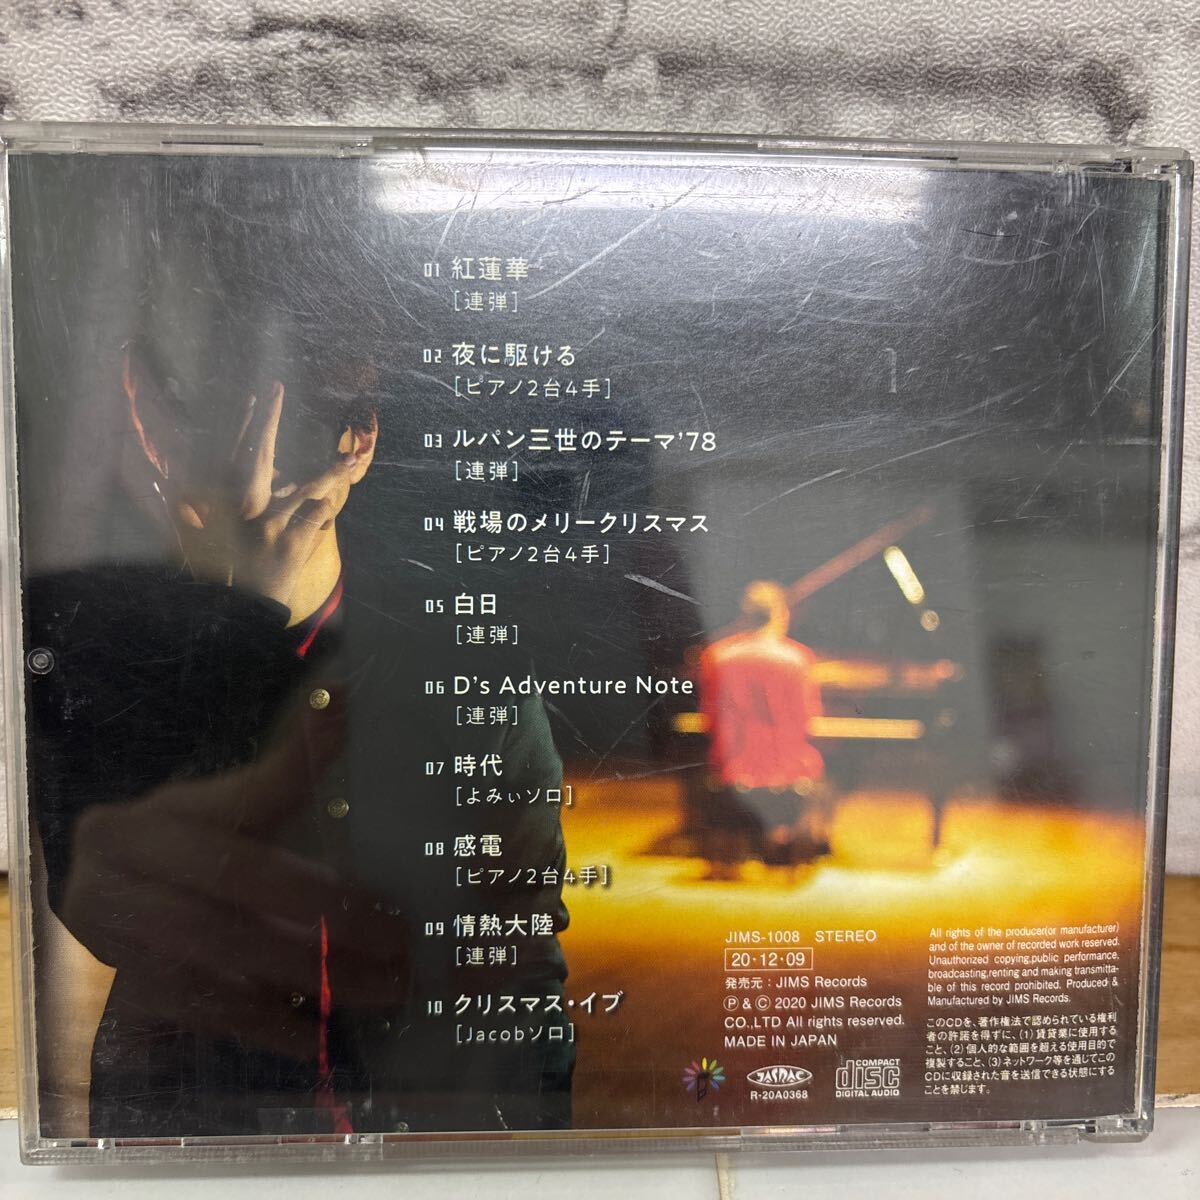 01 紅蓮華
[連弾]
02 夜に駆ける
[ピアノ2台4手]
03 ルパン三世のテーマ'78
[連弾]
04 戦場のメリークリスマス
[ピアノ2台4手]
05 白日
[連弾]
06 D's Adventure Note
[連弾]
07 時代
[よみぃソロ]
08 感電
[ピアノ2台4手]
09 情熱大陸
[連弾]
10 クリスマス・イブ
[Jacobソロ]
JIMS-1008 STEREO
20・12・09
発売元：JIMS Records
Ⓟ & © 2020 JIMS Records
CO.,LTD All rights reserved.
MADE IN JAPAN
JASRAC
R-20A0368
COMPACT
disc
DIGITAL AUDIO
All rights of the producer(or manufacturer)
and of the owner of recorded work reserved.
Unauthorized copying,public performance,
broadcasting,renting and making transmitta-
ble of this record prohibited. Produced &
Manufactured by JIMS Records.
このCDを、著作権法で認められている権利
者の許諾を得ずに、(1)賃貸業に使用する
こと、(2)個人的な範囲を超える使用目的で
複製すること、(3)ネットワーク等を通じてこの
CDに収録された音を送信できる状態にする
ことを禁じます。